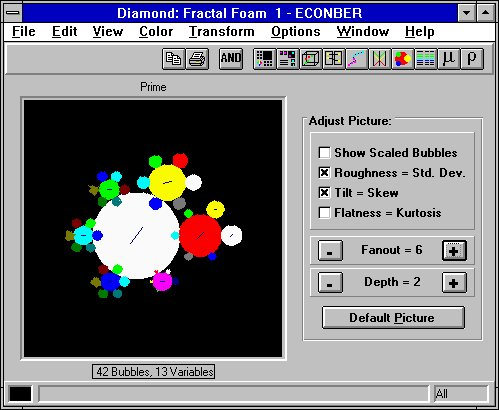 Diamond: Fractal Foam 1 - ECONBER
File Edit View Color Transform Options Window Help
AND μ ρ
Prime
Adjust Picture:
Show Scaled Bubbles
Roughness = Std. Dev.
Tilt = Skew
Flatness = Kurtosis
- Fanout = 6 +
- Depth = 2 +
Default Picture
42 Bubbles, 13 Variables
All